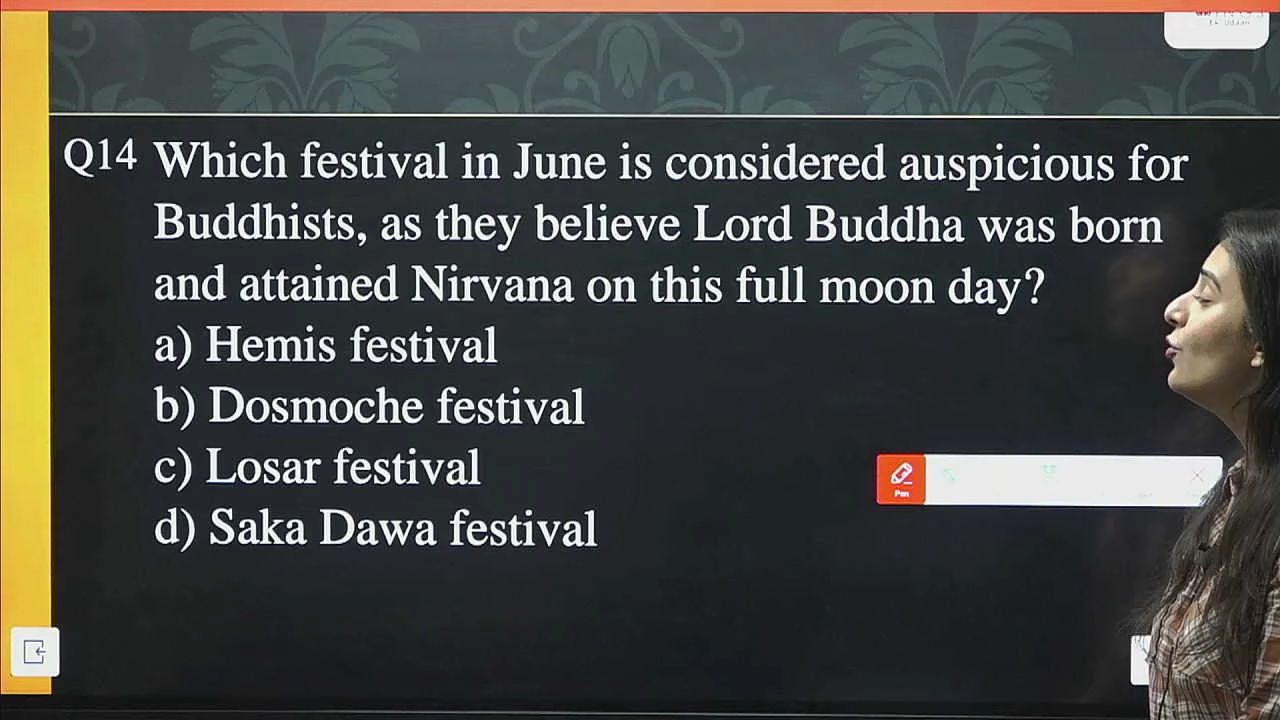 Q14 Which festival in June is considered auspicious for
Buddhists, as they believe Lord Buddha was born
and attained Nirvana on this full moon day?
a) Hemis festival
b) Dosmoche festival
c) Losar festival
d) Saka Dawa festival
Pen